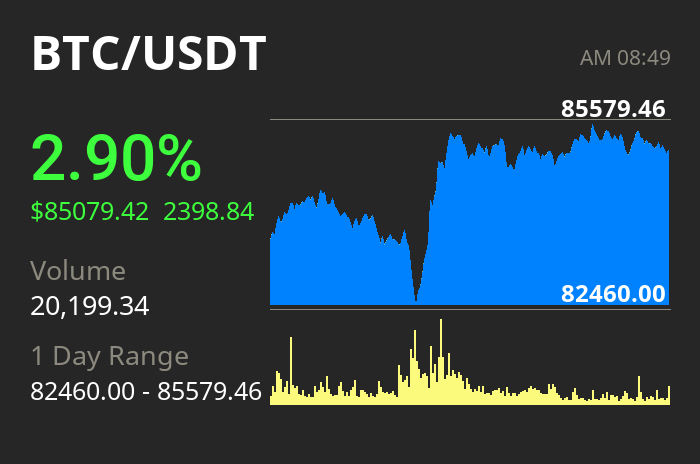 BTC/USDT
AM 08:49
85579.46
2.90%
$85079.42 2398.84
Volume
20,199.34
82460.00
1 Day Range
82460.00 - 85579.46